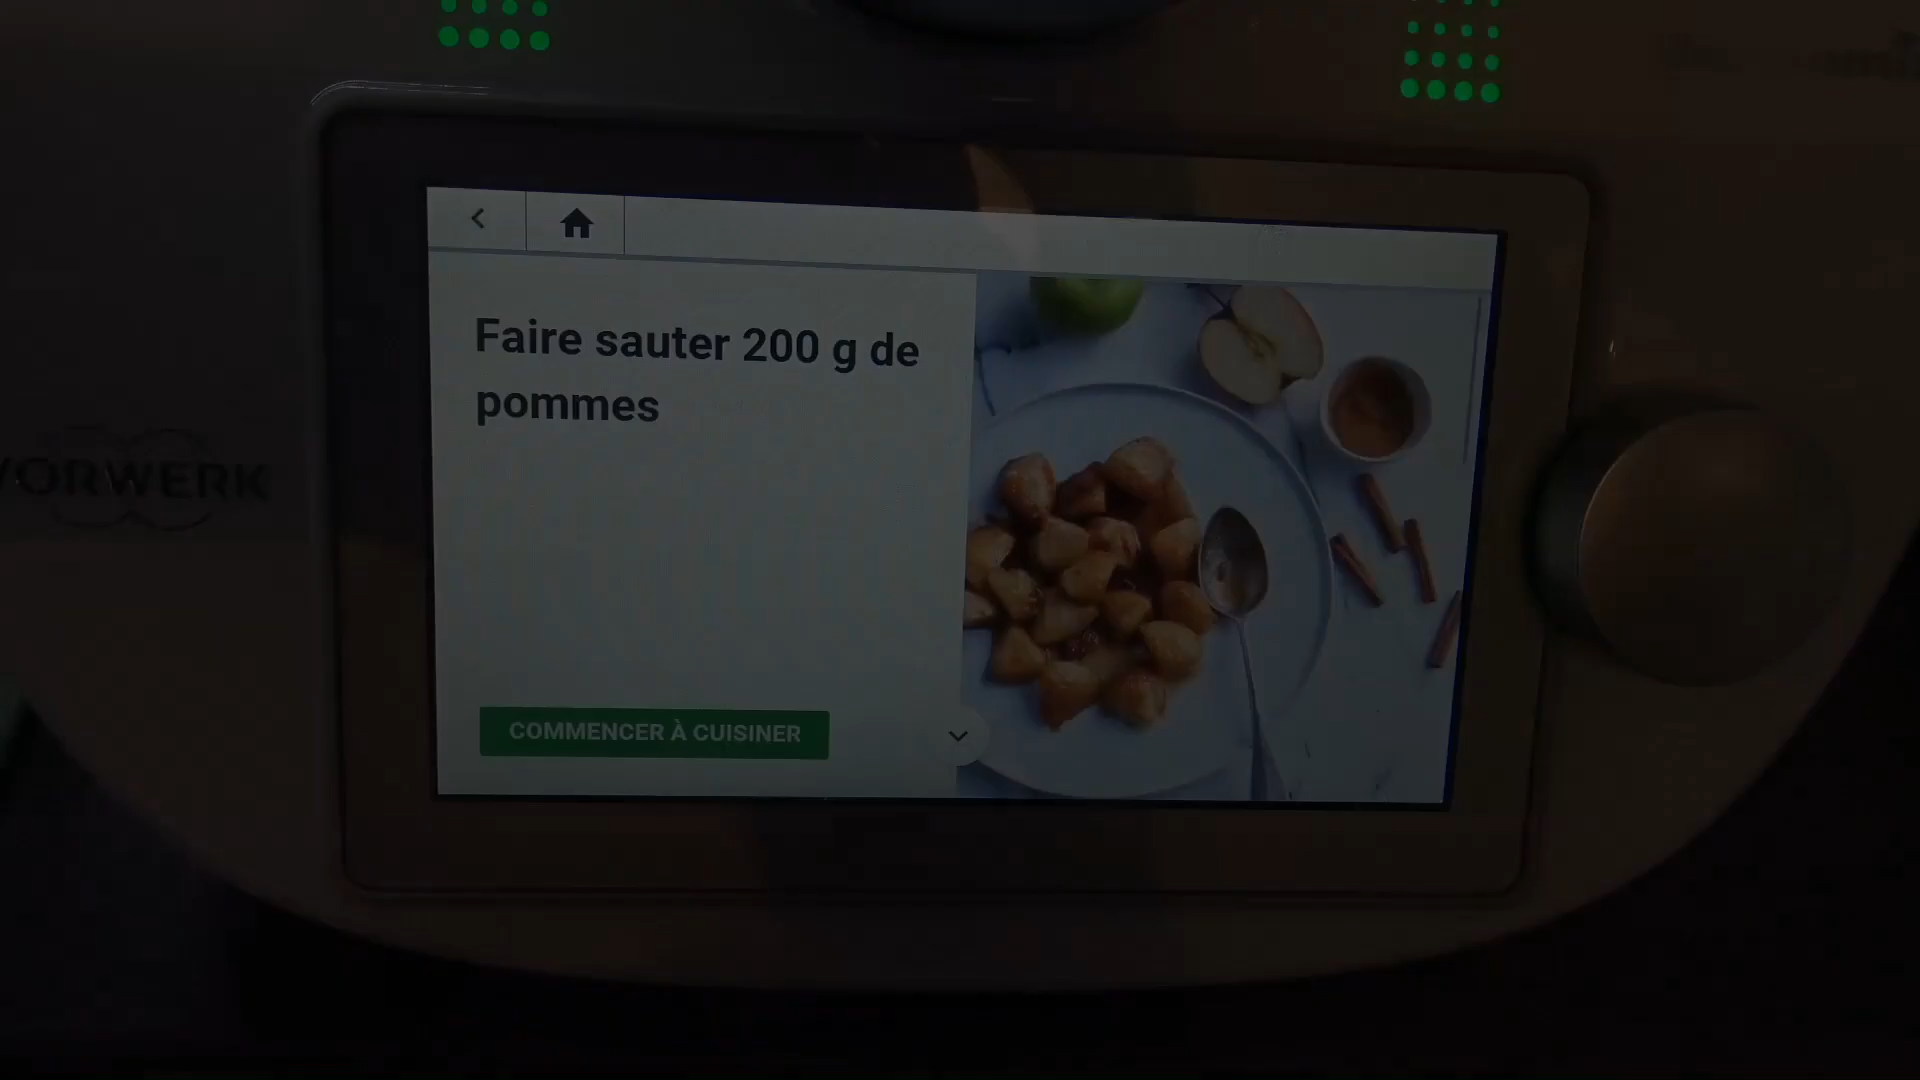 VORWERK
Faire sauter 200 g de
pommes
COMMENCER À CUISINER